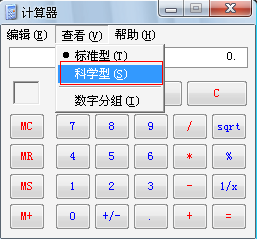 计算器
编辑(E) 查看(V) 帮助(H)
● 标准型(T)
0.
科学型(S)
C
数字分组(I)
MC 7 8 9 / sqrt
MR 4 5 6 * %
MS 1 2 3 - 1/x
M+ 0 +/- . + =